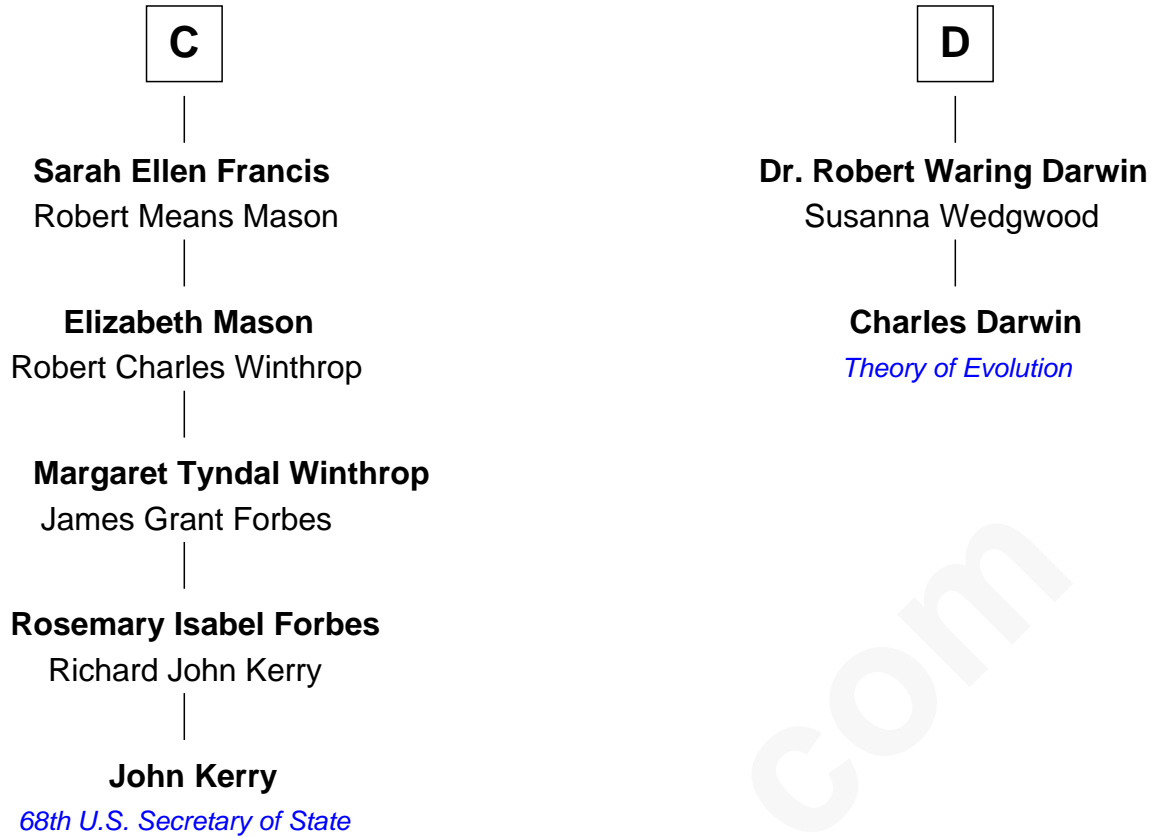 C
Sarah Ellen Francis
Robert Means Mason
Elizabeth Mason
Robert Charles Winthrop
Margaret Tyndal Winthrop
James Grant Forbes
Rosemary Isabel Forbes
Richard John Kerry
John Kerry
68th U.S. Secretary of State
D
Dr. Robert Waring Darwin
Susanna Wedgwood
Charles Darwin
Theory of Evolution
com